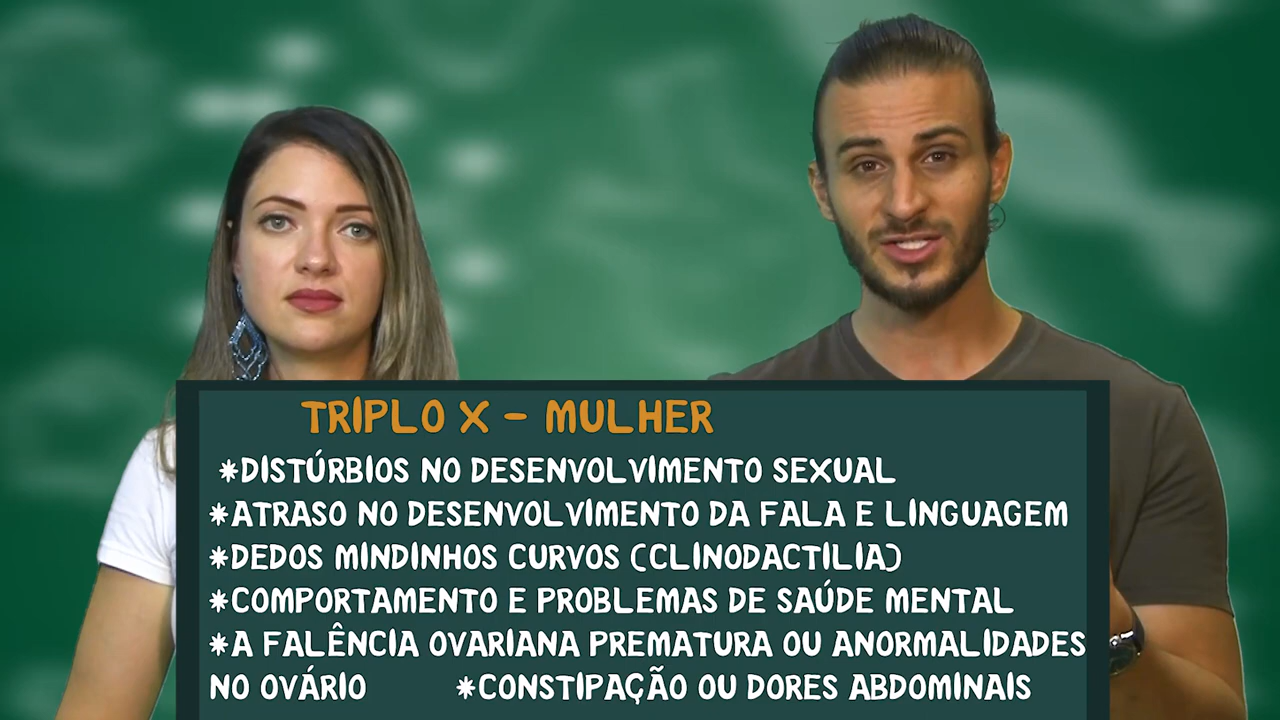 TRIPLO X - MULHER
*DISTÚRBIOS NO DESENVOLVIMENTO SEXUAL
*ATRASO NO DESENVOLVIMENTO DA FALA E LINGUAGEM
*DEDOS MINDINHOS CURVOS (CLINODACTILIA)
*COMPORTAMENTO E PROBLEMAS DE SAÚDE MENTAL
*A FALÊNCIA OVARIANA PREMATURA OU ANORMALIDADES
NO OVÁRIO *CONSTIPAÇÃO OU DORES ABDOMINAIS